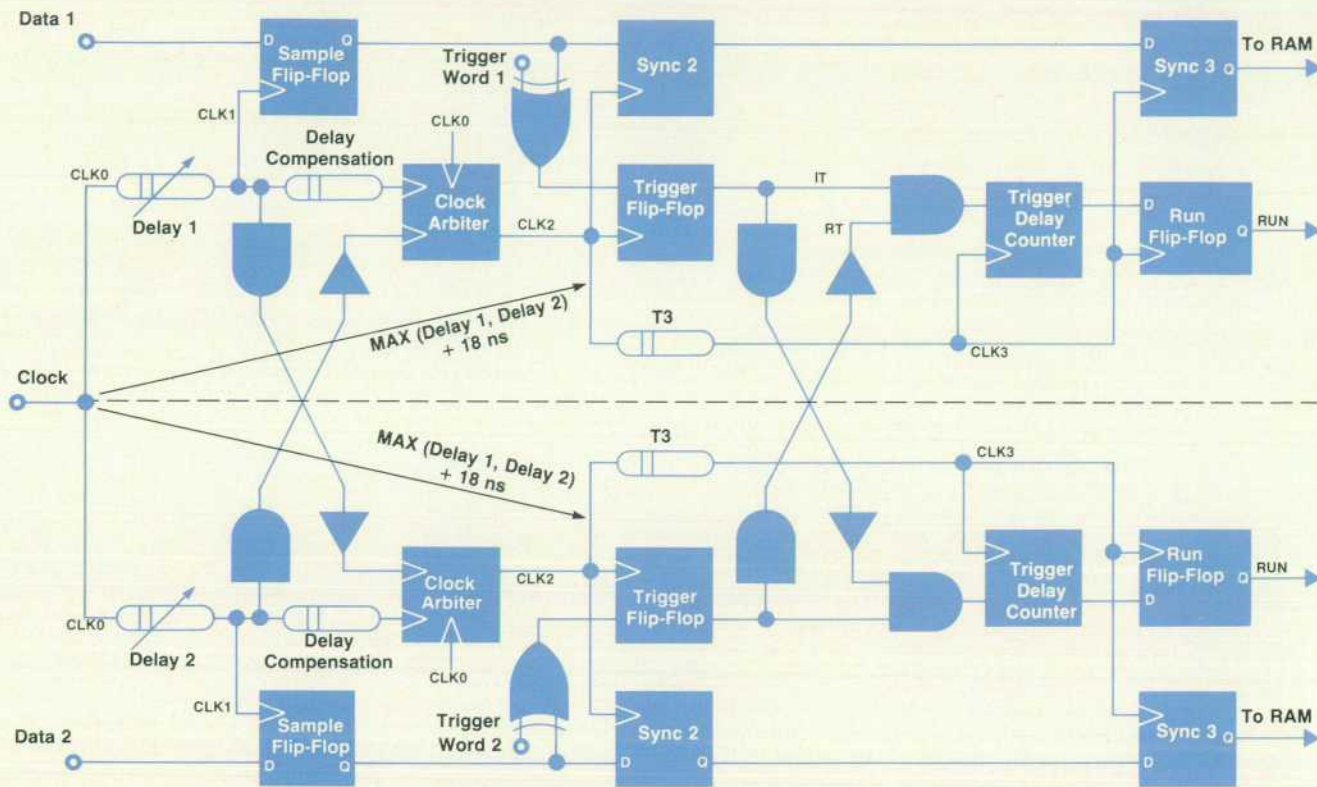 Data 1
D Q
Sample
Flip-Flop
CLK1
Trigger
Word 1
Sync 2
D
Sync 3
Q
To RAM
CLK0
Delay 1
Delay
Compensation
CLK0
Clock
Arbiter
CLK2
Trigger
Flip-Flop
IT
RT
Trigger
Delay
Counter
D
Run
Flip-Flop
Q
RUN
MAX (Delay 1, Delay 2)
+ 18 ns
T3
CLK3
Clock
MAX (Delay 1, Delay 2)
+ 18 ns
T3
CLK3
CLK0
Delay 2
Delay
Compensation
Clock
Arbiter
CLK0
CLK2
Trigger
Flip-Flop
Trigger
Delay
Counter
Run
Flip-Flop
Q
D
RUN
CLK1
Sample
Flip-Flop
D Q
Trigger
Word 2
Sync 2
D
Sync 3
Q
D
To RAM
Data 2